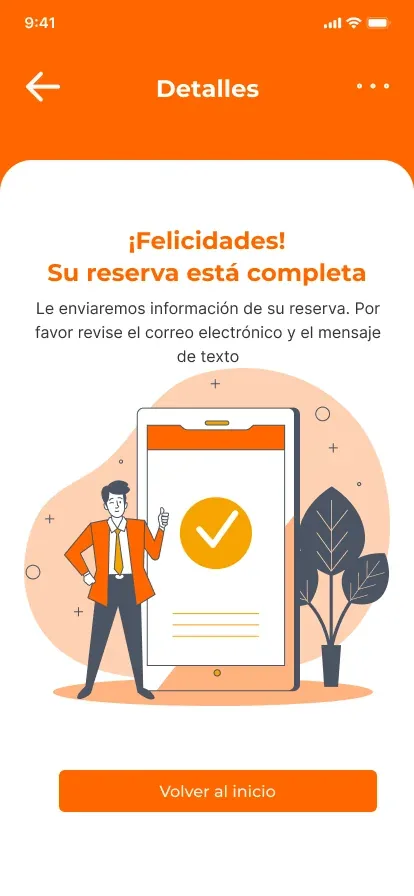 9:41
Detalles
¡Felicidades!
Su reserva está completa
Le enviaremos información de su reserva. Por
favor revise el correo electrónico y el mensaje
de texto
Volver al inicio